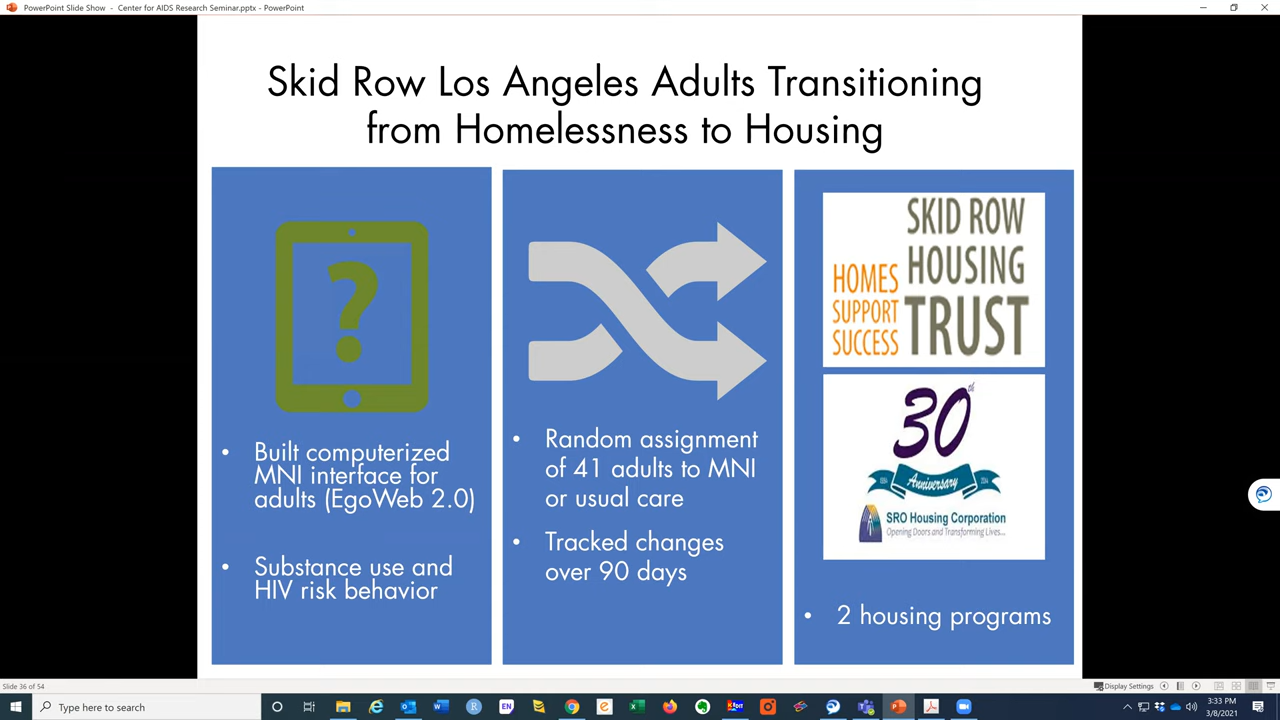 PowerPoint Slide Show - Center for AIDS Research Seminar.pptx - PowerPoint
Skid Row Los Angeles Adults Transitioning
from Homelessness to Housing
?
• Built computerized
MNI interface for
adults (EgoWeb 2.0)
• Substance use and
HIV risk behavior
• Random assignment
of 41 adults to MNI
or usual care
• Tracked changes
over 90 days
SKID ROW
HOUSING
TRUST
HOMES
SUPPORT
SUCCESS
30th
Anniversary
SRO Housing Corporation
Opening Doors and Transforming Lives...
• 2 housing programs
Slide 36 of 54
Display Settings
Type here to search
EN
3:33 PM
3/8/2021